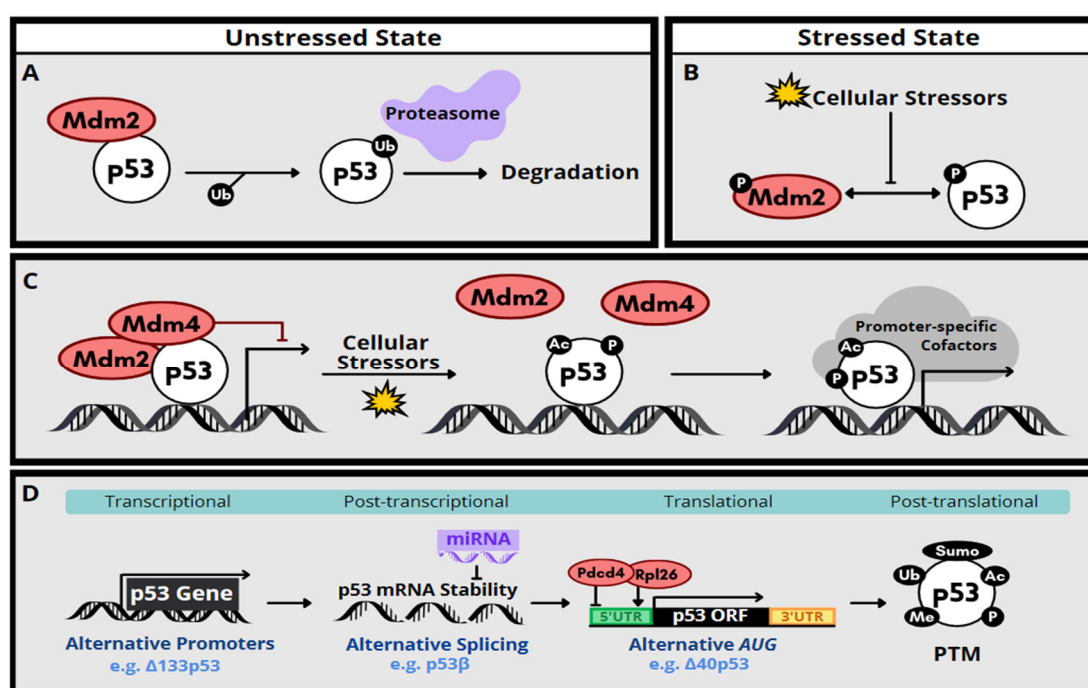 Unstressed State
A
Mdm2
p53
Ub
p53
Ub
Proteasome
Degradation
Stressed State
B
Cellular Stressors
P
Mdm2
P
p53
C
Mdm4
Mdm2
p53
Cellular
Stressors
Mdm2
Mdm4
Ac
P
p53
Promoter-specific
Cofactors
Ac
P
p53
D
Transcriptional
Post-transcriptional
Translational
Post-translational
p53 Gene
Alternative Promoters
e.g. Δ133p53
miRNA
p53 mRNA Stability
Alternative Splicing
e.g. p53β
Pdcd4
Rpl26
5'UTR
p53 ORF
3'UTR
Alternative AUG
e.g. Δ40p53
Sumo
Ub
Ac
p53
Me
P
PTM